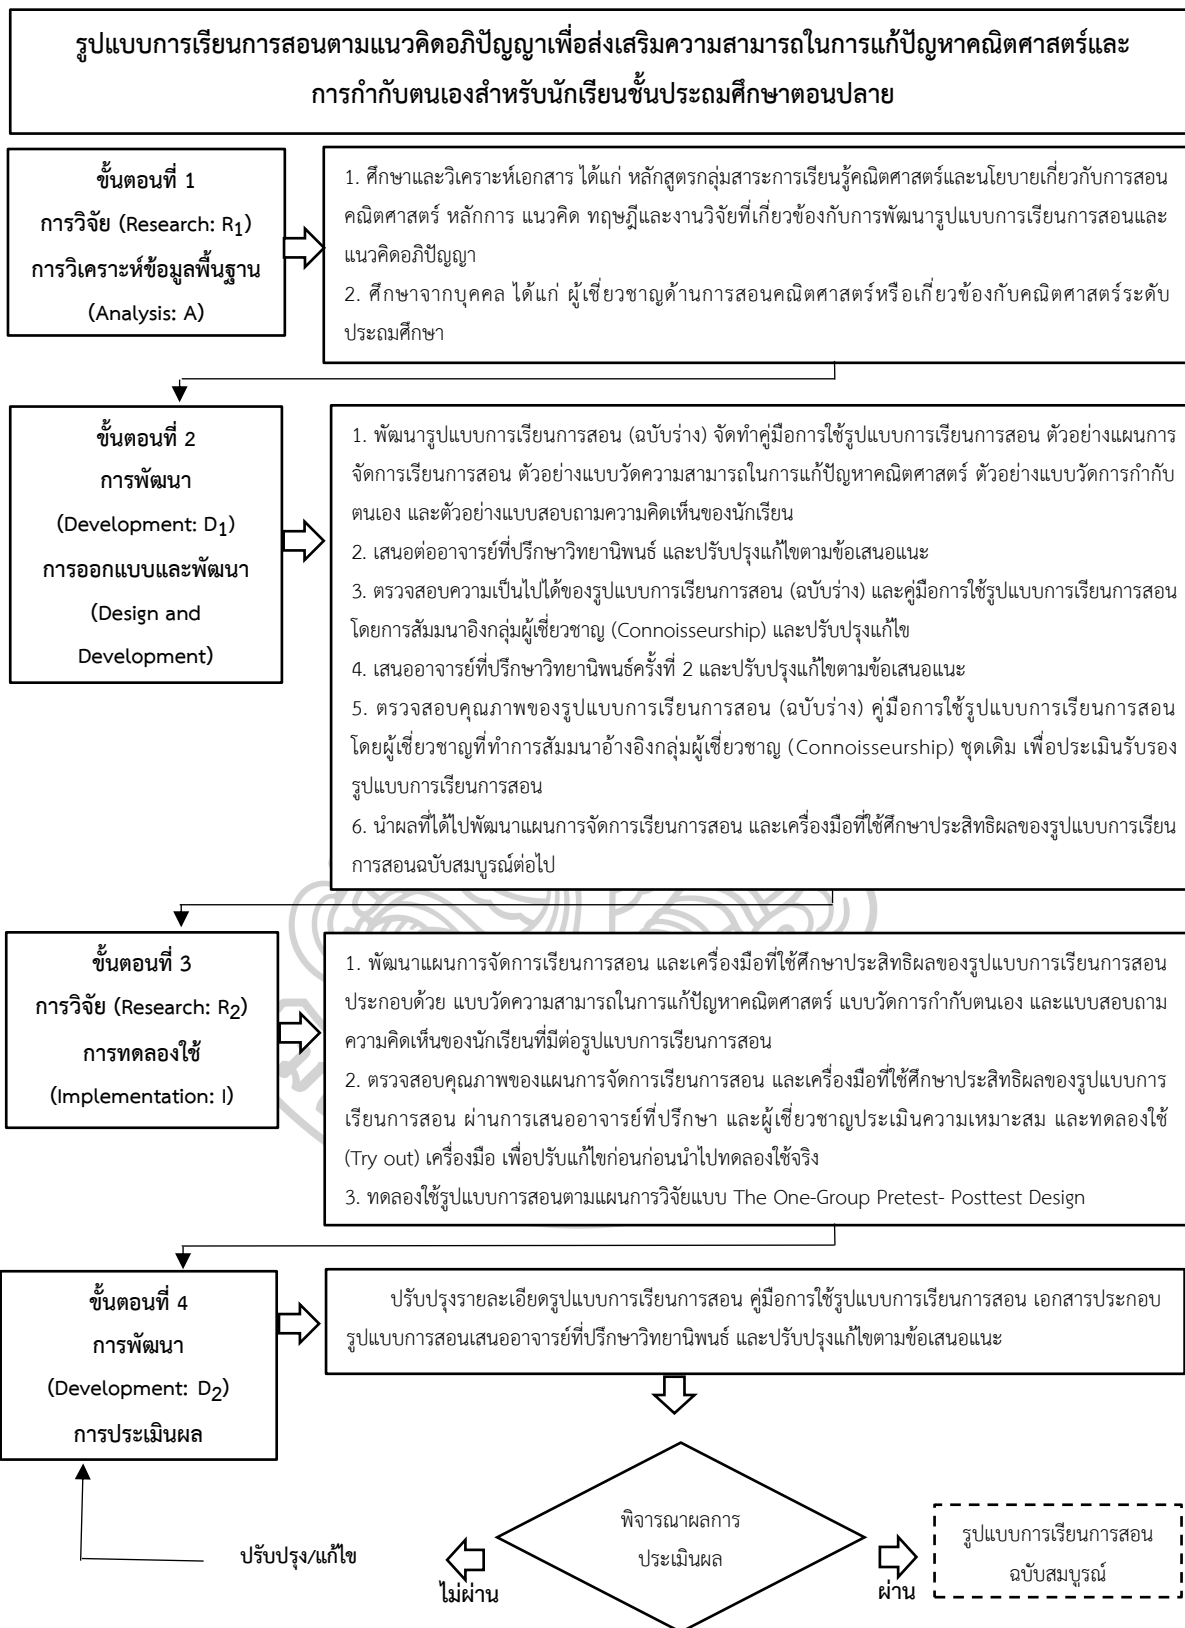 รูปแบบการเรียนการสอนตามแนวคิดอภิปัญญาเพื่อส่งเสริมความสามารถในการแก้ปัญหาคณิตศาสตร์และ
การกำกับตนเองสำหรับนักเรียนชั้นประถมศึกษาตอนปลาย
ขั้นตอนที่ 1
การวิจัย (Research: R1)
การวิเคราะห์ข้อมูลพื้นฐาน
(Analysis: A)
1. ศึกษาและวิเคราะห์เอกสาร ได้แก่ หลักสูตรกลุ่มสาระการเรียนรู้คณิตศาสตร์และนโยบายเกี่ยวกับการสอน
คณิตศาสตร์ หลักการ แนวคิด ทฤษฎีและงานวิจัยที่เกี่ยวข้องกับการพัฒนารูปแบบการเรียนการสอนและ
แนวคิดอภิปัญญา
2. ศึกษาจากบุคคล ได้แก่ ผู้เชี่ยวชาญด้านการสอนคณิตศาสตร์หรือเกี่ยวข้องกับคณิตศาสตร์ระดับ
ประถมศึกษา
ขั้นตอนที่ 2
การพัฒนา
(Development: D1)
การออกแบบและพัฒนา
(Design and
Development)
1. พัฒนารูปแบบการเรียนการสอน (ฉบับร่าง) จัดทำคู่มือการใช้รูปแบบการเรียนการสอน ตัวอย่างแผนการ
จัดการเรียนการสอน ตัวอย่างแบบวัดความสามารถในการแก้ปัญหาคณิตศาสตร์ ตัวอย่างแบบวัดการกำกับ
ตนเอง และตัวอย่างแบบสอบถามความคิดเห็นของนักเรียน
2. เสนอต่ออาจารย์ที่ปรึกษาวิทยานิพนธ์ และปรับปรุงแก้ไขตามข้อเสนอแนะ
3. ตรวจสอบความเป็นไปได้ของรูปแบบการเรียนการสอน (ฉบับร่าง) และคู่มือการใช้รูปแบบการเรียนการสอน
โดยการสัมมนาอิงกลุ่มผู้เชี่ยวชาญ (Connoisseurship) และปรับปรุงแก้ไข
4. เสนออาจารย์ที่ปรึกษาวิทยานิพนธ์ครั้งที่ 2 และปรับปรุงแก้ไขตามข้อเสนอแนะ
5. ตรวจสอบคุณภาพของรูปแบบการเรียนการสอน (ฉบับร่าง) คู่มือการใช้รูปแบบการเรียนการสอน
โดยผู้เชี่ยวชาญที่ทำการสัมมนาอ้างอิงกลุ่มผู้เชี่ยวชาญ (Connoisseurship) ชุดเดิม เพื่อประเมินรับรอง
รูปแบบการเรียนการสอน
6. นำผลที่ได้ไปพัฒนาแผนการจัดการเรียนการสอน และเครื่องมือที่ใช้ศึกษาประสิทธิผลของรูปแบบการเรียน
การสอนฉบับสมบูรณ์ต่อไป
ขั้นตอนที่ 3
การวิจัย (Research: R2)
การทดลองใช้
(Implementation: I)
1. พัฒนาแผนการจัดการเรียนการสอน และเครื่องมือที่ใช้ศึกษาประสิทธิผลของรูปแบบการเรียนการสอน
ประกอบด้วย แบบวัดความสามารถในการแก้ปัญหาคณิตศาสตร์ แบบวัดการกำกับตนเอง และแบบสอบถาม
ความคิดเห็นของนักเรียนที่มีต่อรูปแบบการเรียนการสอน
2. ตรวจสอบคุณภาพของแผนการจัดการเรียนการสอน และเครื่องมือที่ใช้ศึกษาประสิทธิผลของรูปแบบการ
เรียนการสอน ผ่านการเสนออาจารย์ที่ปรึกษา และผู้เชี่ยวชาญประเมินความเหมาะสม และทดลองใช้
(Try out) เครื่องมือ เพื่อปรับแก้ไขก่อนก่อนนำไปทดลองใช้จริง
3. ทดลองใช้รูปแบบการสอนตามแผนการวิจัยแบบ The One-Group Pretest- Posttest Design
ขั้นตอนที่ 4
การพัฒนา
(Development: D2)
การประเมินผล
ปรับปรุงรายละเอียดรูปแบบการเรียนการสอน คู่มือการใช้รูปแบบการเรียนการสอน เอกสารประกอบ
รูปแบบการสอนเสนออาจารย์ที่ปรึกษาวิทยานิพนธ์ และปรับปรุงแก้ไขตามข้อเสนอแนะ
พิจารณาผลการ
ประเมินผล
ปรับปรุง/แก้ไข
ไม่ผ่าน
ผ่าน
รูปแบบการเรียนการสอน
ฉบับสมบูรณ์